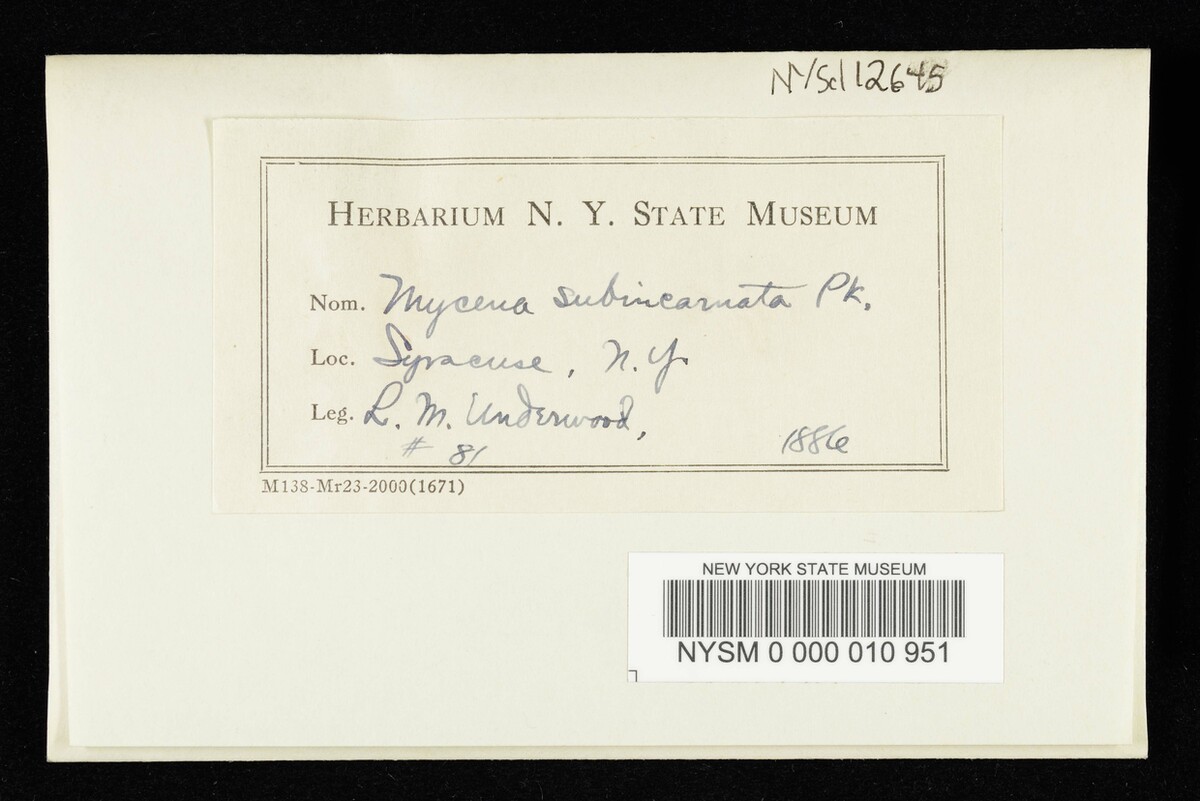 NYSd12645
HERBARIUM N. Y. STATE MUSEUM
Nom. Mycena subincarnata Pk.
Loc. Syracuse, N.Y.
Leg. L. M. Underwood,
# 81 1886
M138-Mr23-2000(1671)
NEW YORK STATE MUSEUM
NYSM 0 000 010 951